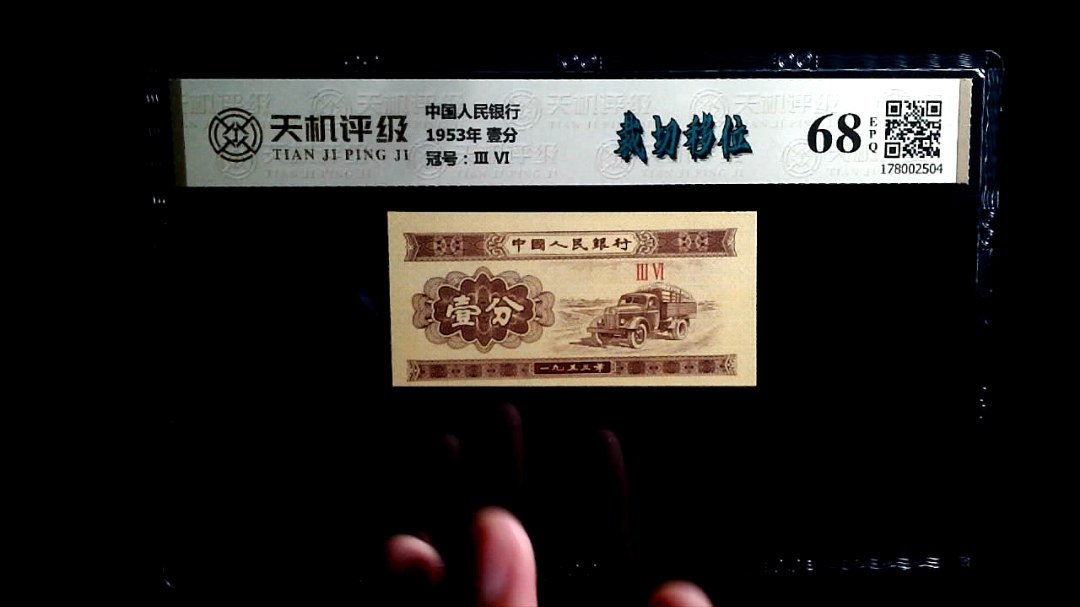 天机评级
TIAN JI PING JI
中国人民银行
1953年 壹分
冠号：Ⅲ Ⅵ
裁切移位
68
EPQ
178002504
中國人民銀行
Ⅲ Ⅵ
壹分
一九五三年